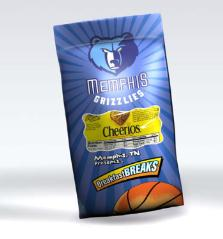 MEMPHIS
GRIZZLIES
Cheerios
Memphis, TN
presents:
Breakfast BREAKS